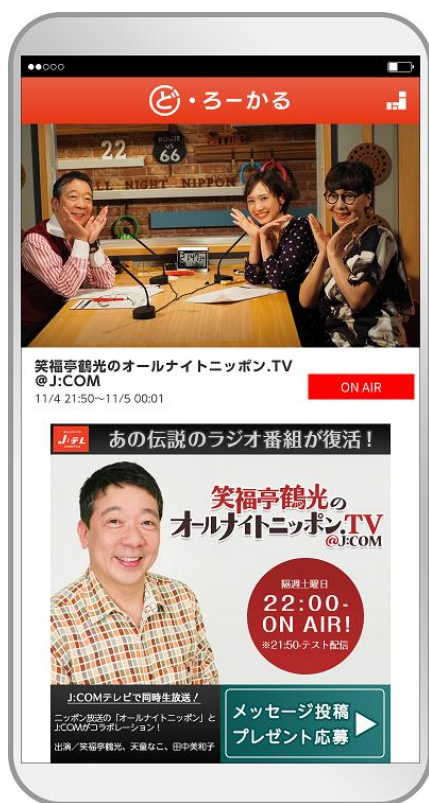 ど・ろーかる
22
ROUTE
US
66
Smile
ALL NIGHT NIPPON
笑福亭鶴光のオールナイトニッポン.TV
@J:COM
11/4 21:50～11/5 00:01
ON AIR
J:テレ
あの伝説のラジオ番組が復活！
笑福亭鶴光の
オールナイトニッポン.TV
@J:COM
隔週土曜日
22:00-
ON AIR!
※21:50-テスト配信
J:COMテレビで同時生放送！
ニッポン放送の「オールナイトニッポン」と
J:COMがコラボレーション！
出演／笑福亭鶴光、天童なこ、田中美和子
メッセージ投稿
プレゼント応募